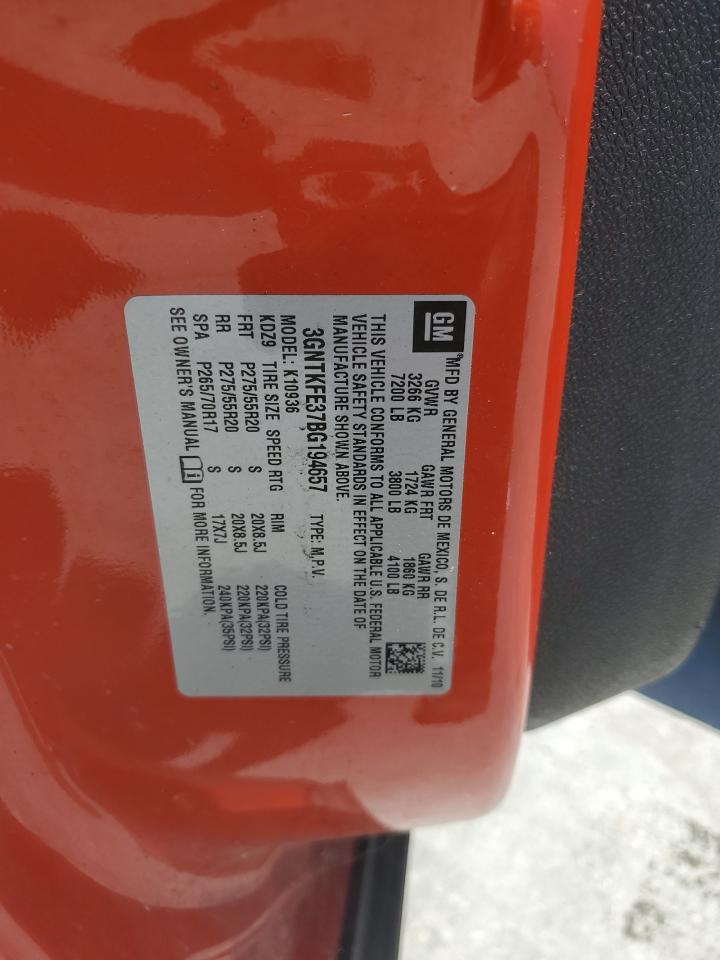 GM
® MFD BY GENERAL MOTORS DE MEXICO, S. DE R.L. DE C.V. 11/10
GVWR GAWR FRT GAWR RR
3266 KG 1724 KG 1860 KG
7200 LB 3800 LB 4100 LB
THIS VEHICLE CONFORMS TO ALL APPLICABLE U.S. FEDERAL MOTOR
VEHICLE SAFETY STANDARDS IN EFFECT ON THE DATE OF
MANUFACTURE SHOWN ABOVE.
3GNTKFE37BG194657 TYPE: M.P.V.
MODEL: K10936
KDZ9 TIRE SIZE SPEED RTG RIM COLD TIRE PRESSURE
FRT P275/55R20 S 20X8.5J 220KPA(32PSI)
RR P275/55R20 S 20X8.5J 220KPA(32PSI)
SPA P265/70R17 S 17X7J 240KPA(35PSI)
SEE OWNER'S MANUAL FOR MORE INFORMATION.